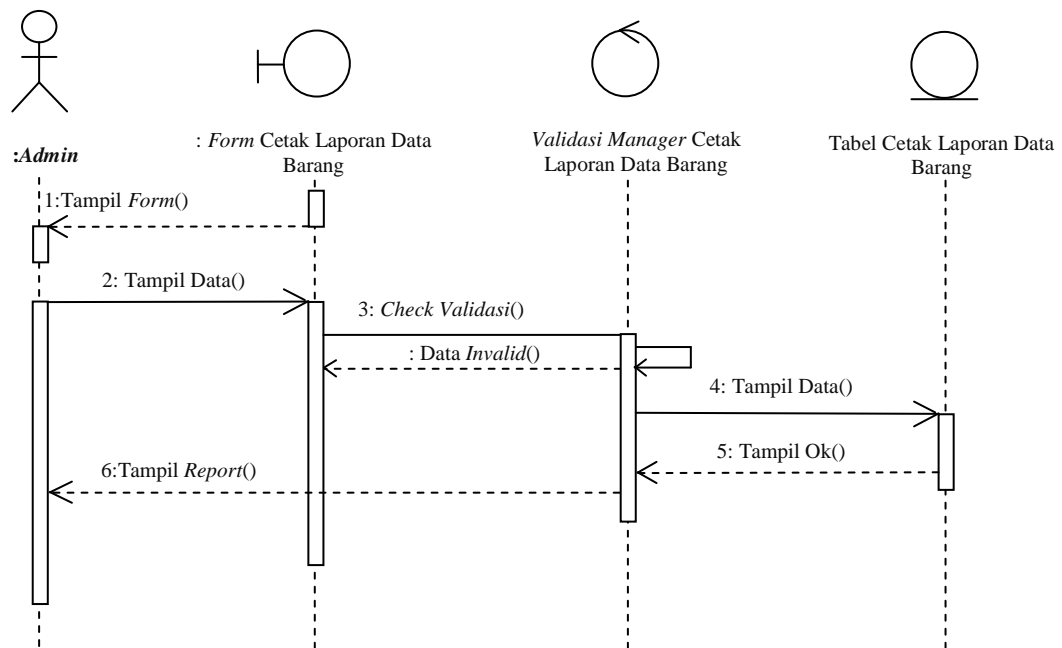 :Admin
: Form Cetak Laporan Data
Barang
Validasi Manager Cetak
Laporan Data Barang
Tabel Cetak Laporan Data
Barang
1:Tampil Form()
2: Tampil Data()
3: Check Validasi()
: Data Invalid()
4: Tampil Data()
5: Tampil Ok()
6:Tampil Report()